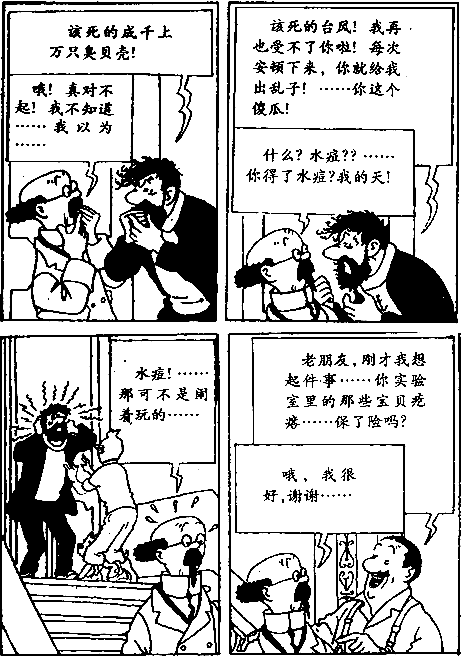 该死的成千上
万只臭贝壳！
哦！真对不
起！我不知道
……我以为
……
该死的台风！我再
也受不了你啦！每次
安顿下来，你就给我
出乱子！……你这个
傻瓜！
什么？水痘？？……
你得了水痘？我的天！
水痘！……
那可不是闹
着玩的……
老朋友，刚才我想
起件事……你实验
室里的那些宝贝疙
瘩……保了险吗？
哦，我很
好，谢谢……